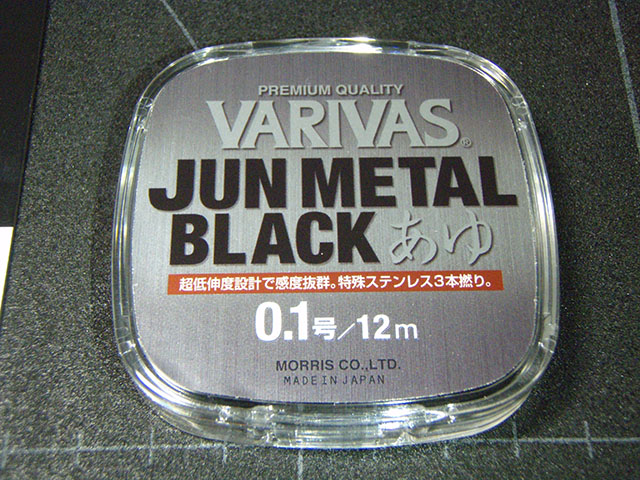 PREMIUM QUALITY
VARIVAS®
JUN METAL
BLACK あゆ
超低伸度設計で感度抜群。特殊ステンレス3本撚り。
0.1号/12m
MORRIS CO.,LTD.
MADE IN JAPAN